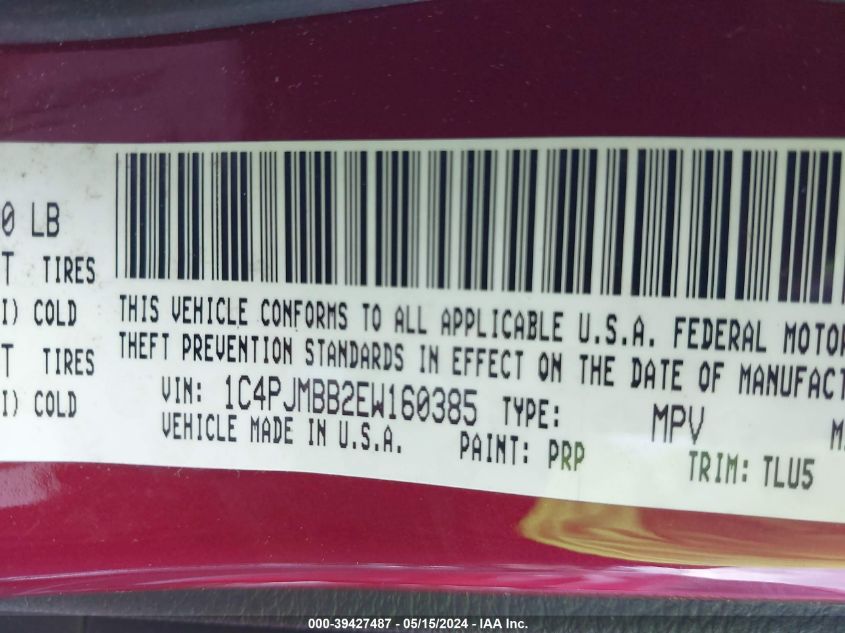 0 LB
T TIRES
I) COLD
T TIRES
I) COLD
THIS VEHICLE CONFORMS TO ALL APPLICABLE U.S.A. FEDERAL MOTOR
THEFT PREVENTION STANDARDS IN EFFECT ON THE DATE OF MANUFACT
VIN: 1C4PJMBB2EW160385 TYPE: MPV M
VEHICLE MADE IN U.S.A. PAINT: PRP TRIM: TLU5
000-39427487 - 05/15/2024 - IAA Inc.